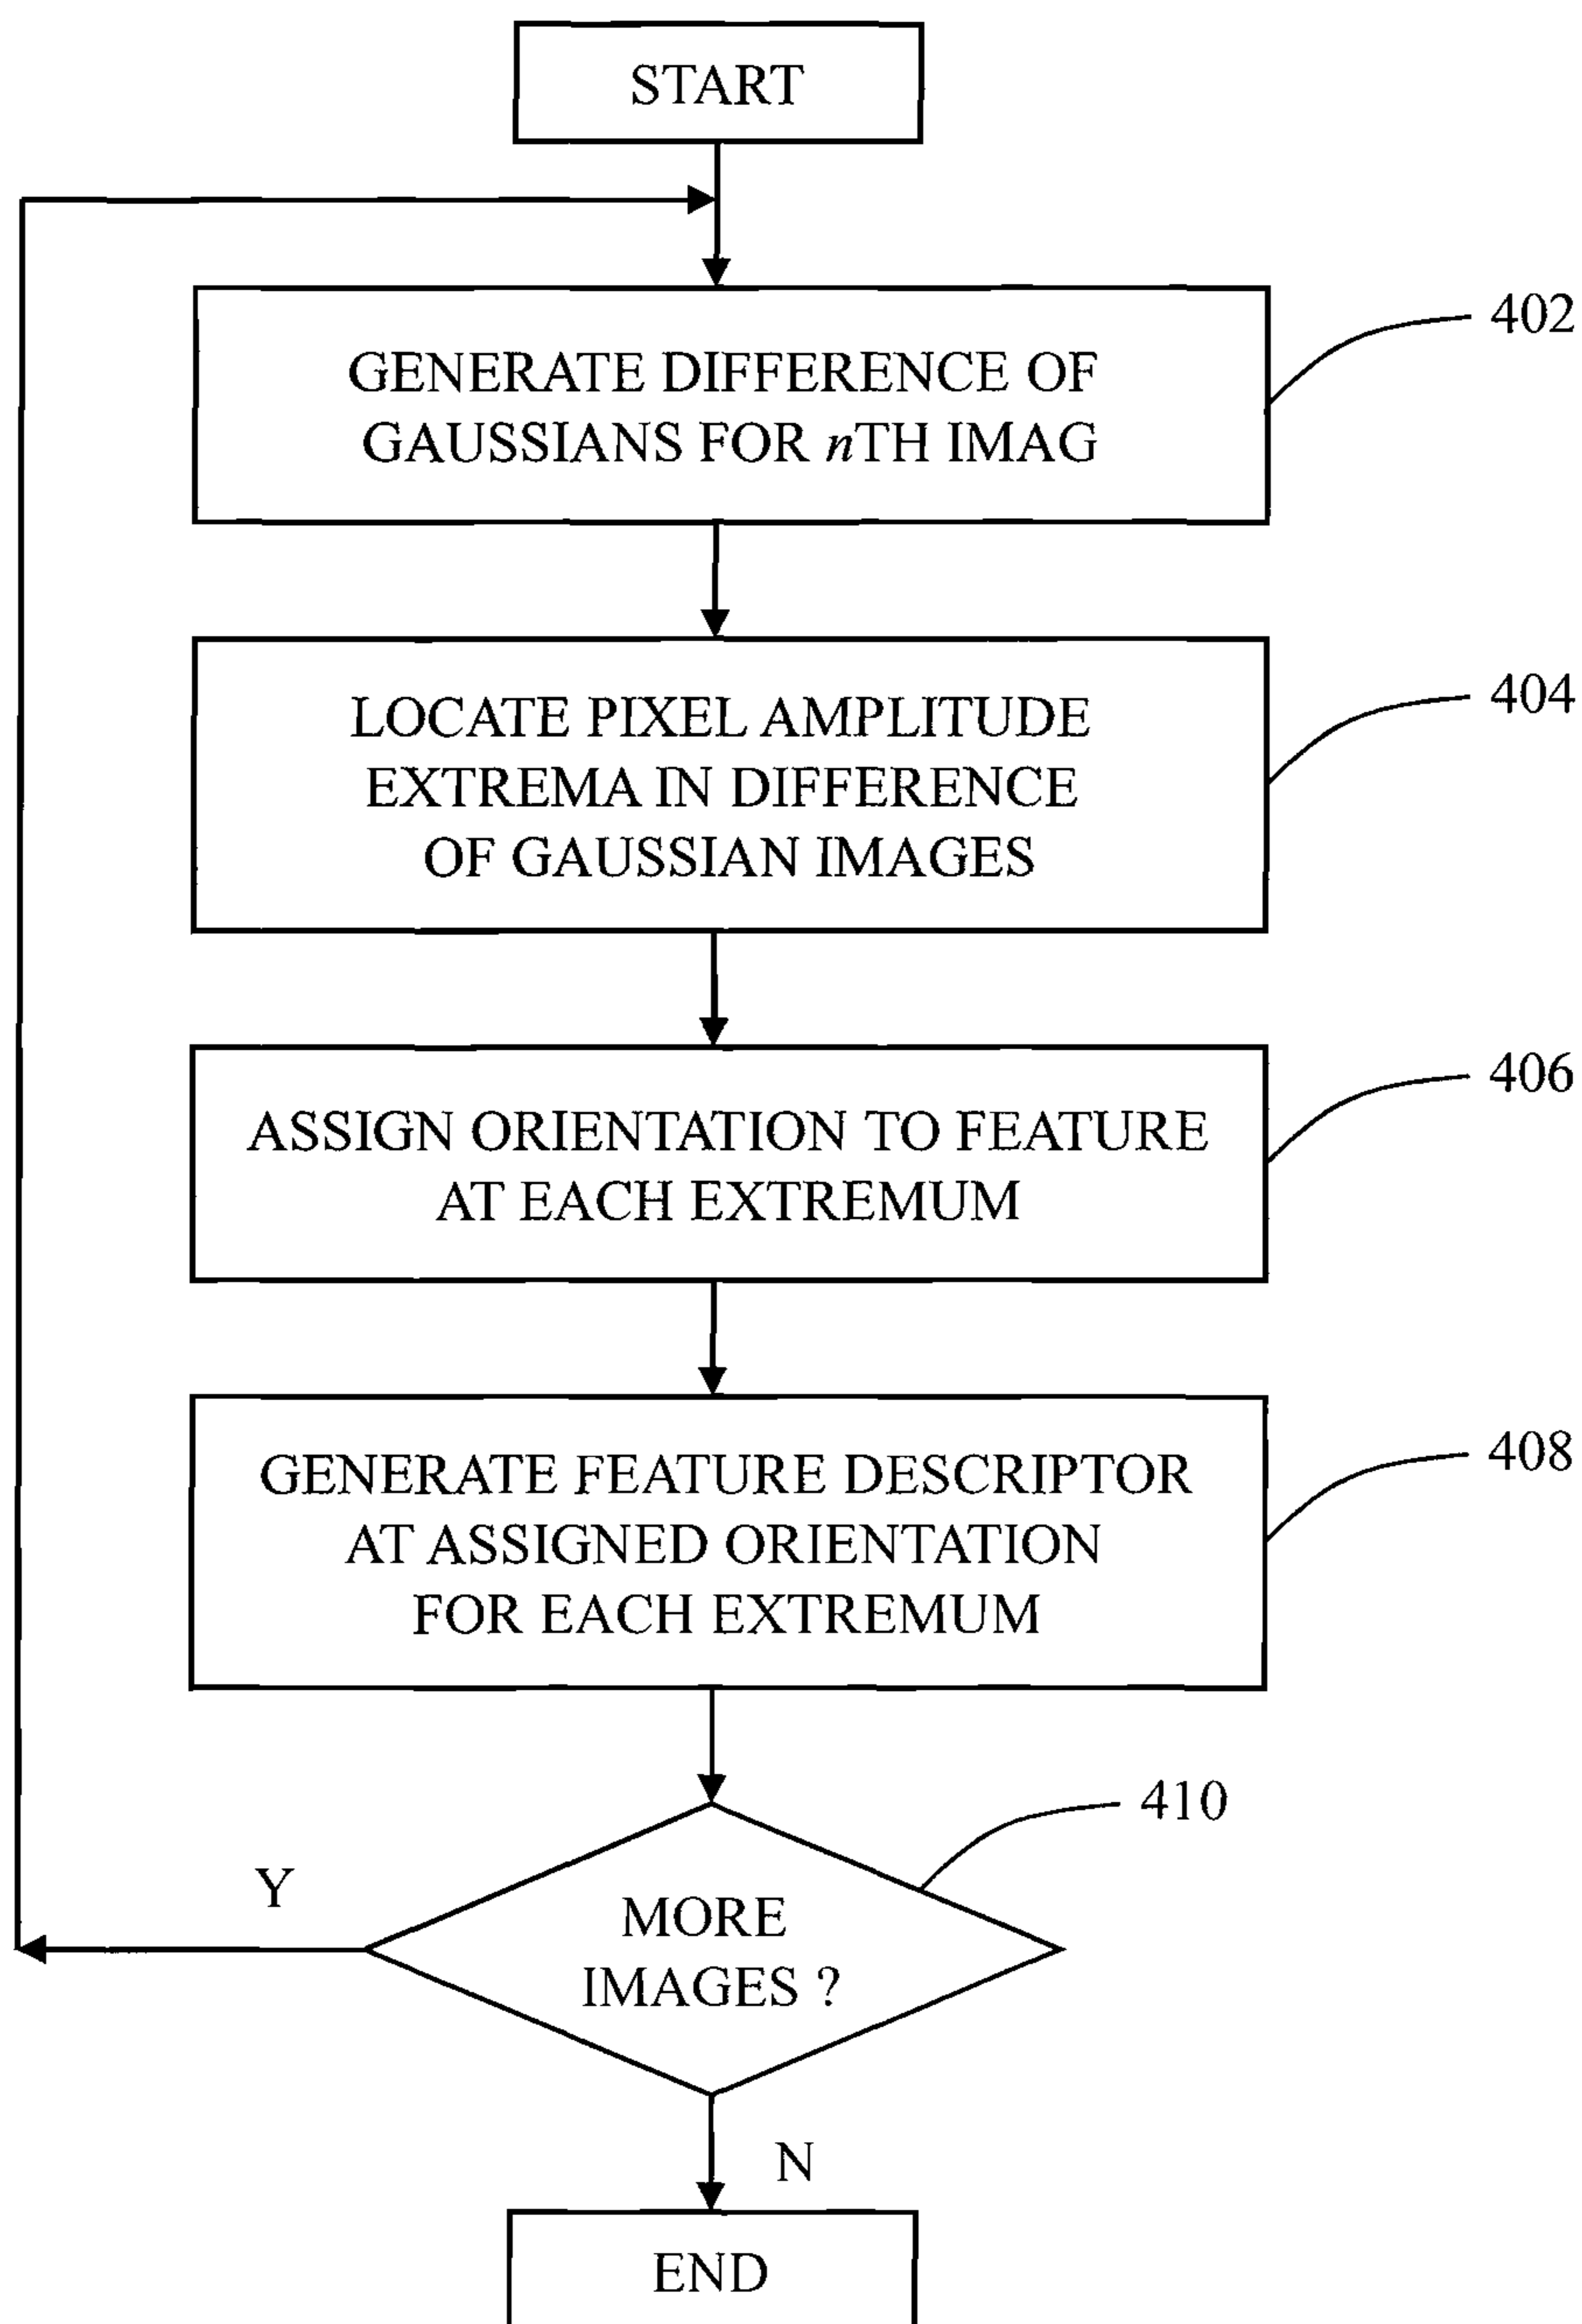 START
402
GENERATE DIFFERENCE OF
GAUSSIANS FOR nTH IMAG
404
LOCATE PIXEL AMPLITUDE
EXTREMA IN DIFFERENCE
OF GAUSSIAN IMAGES
406
ASSIGN ORIENTATION TO FEATURE
AT EACH EXTREMUM
408
GENERATE FEATURE DESCRIPTOR
AT ASSIGNED ORIENTATION
FOR EACH EXTREMUM
410
Y
MORE
IMAGES ?
N
END